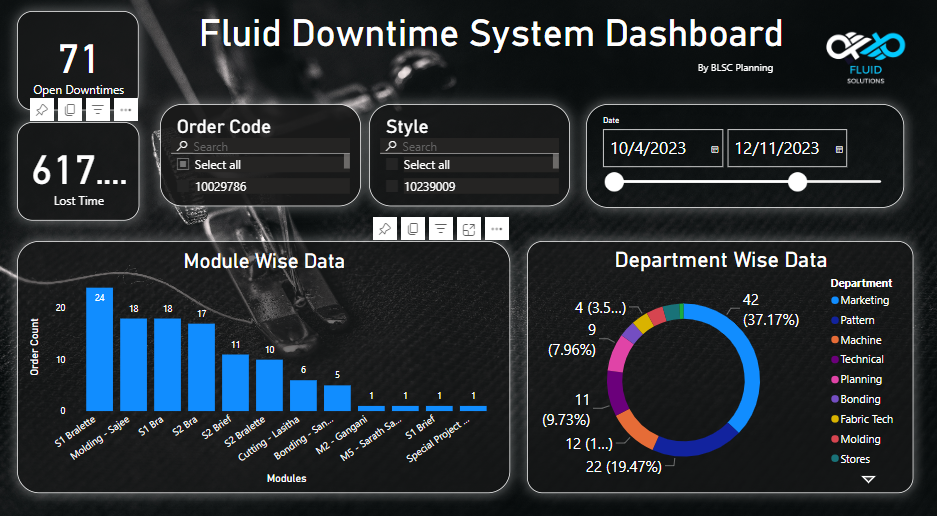 Fluid Downtime System Dashboard
By BLSC Planning
FLUID
SOLUTIONS
71
Open Downtimes
617....
Lost Time
Order Code
Search
Select all
10029786
Style
Search
Select all
10239009
Date
10/4/2023
12/11/2023
Module Wise Data
Order Count
20
10
0
24
18
18
17
11
10
6
5
1
1
1
1
S1 Bralette
Molding - Sajee
S1 Bra
S2 Bra
S2 Brief
S2 Bralette
Cutting - Lasitha
Bonding - San...
M2 - Gangani
M5 - Sarath Sa...
S1 Brief
Special Project ...
Modules
Department Wise Data
42
(37.17%)
22 (19.47%)
12 (1...)
11
(9.73%)
9
(7.96%)
4 (3.5...)
Department
Marketing
Pattern
Machine
Technical
Planning
Bonding
Fabric Tech
Molding
Stores